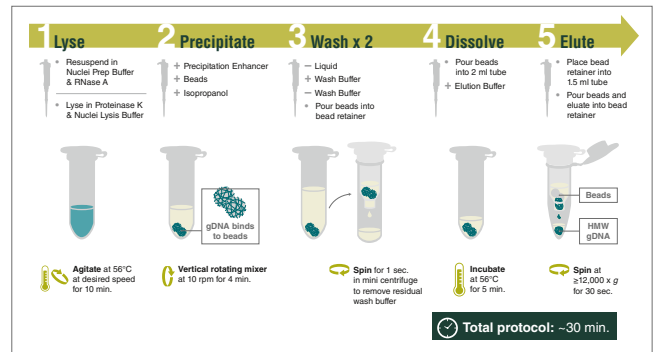 1 Lyse
• Resuspend in
Nuclei Prep Buffer
& RNase A
• Lyse in Proteinase K
& Nuclei Lysis Buffer
Agitate at 56°C
at desired speed
for 10 min.
2 Precipitate
+ Precipitation Enhancer
+ Beads
+ Isopropanol
gDNA binds
to beads
Vertical rotating mixer
at 10 rpm for 4 min.
3 Wash x 2
− Liquid
+ Wash Buffer
− Wash Buffer
• Pour beads into
bead retainer
Spin for 1 sec.
in mini centrifuge
to remove residual
wash buffer
4 Dissolve
• Pour beads
into 2 ml tube
+ Elution Buffer
Incubate
at 56°C
for 5 min.
5 Elute
• Place bead
retainer into
1.5 ml tube
• Pour beads and
eluate into bead
retainer
Beads
HMW
gDNA
Spin at
≥12,000 x g
for 30 sec.
Total protocol: ~30 min.